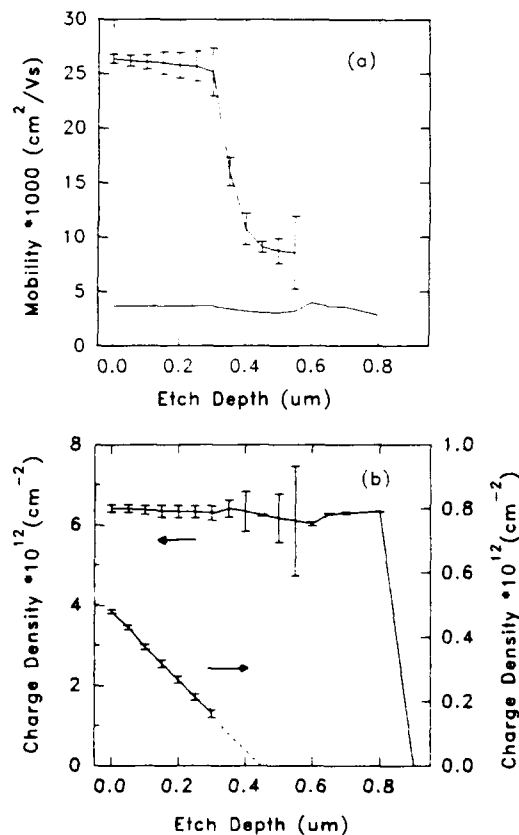 30
25
20
15
10
5
0
Mobility *1000 (cm²/Vs)
(a)
0.0 0.2 0.4 0.6 0.8
Etch Depth (um)
8
6
4
2
0
Charge Density *10¹²(cm⁻²)
(b)
1.0
0.8
0.6
0.4
0.2
0.0
Charge Density *10¹²(cm⁻²)
0.0 0.2 0.4 0.6 0.8
Etch Depth (um)